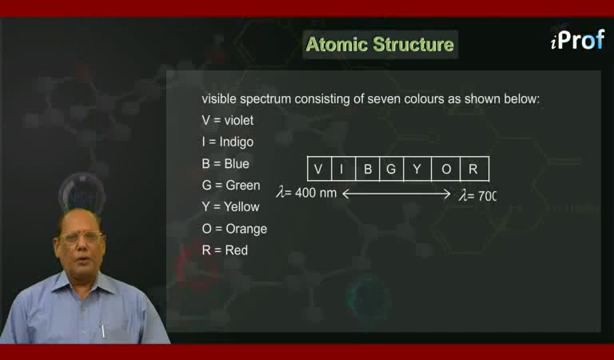 Atomic Structure
iProf
visible spectrum consisting of seven colours as shown below:
V = violet
I = Indigo
B = Blue
G = Green
Y = Yellow
O = Orange
R = Red
V I B G Y O R
λ= 400 nm
λ= 700